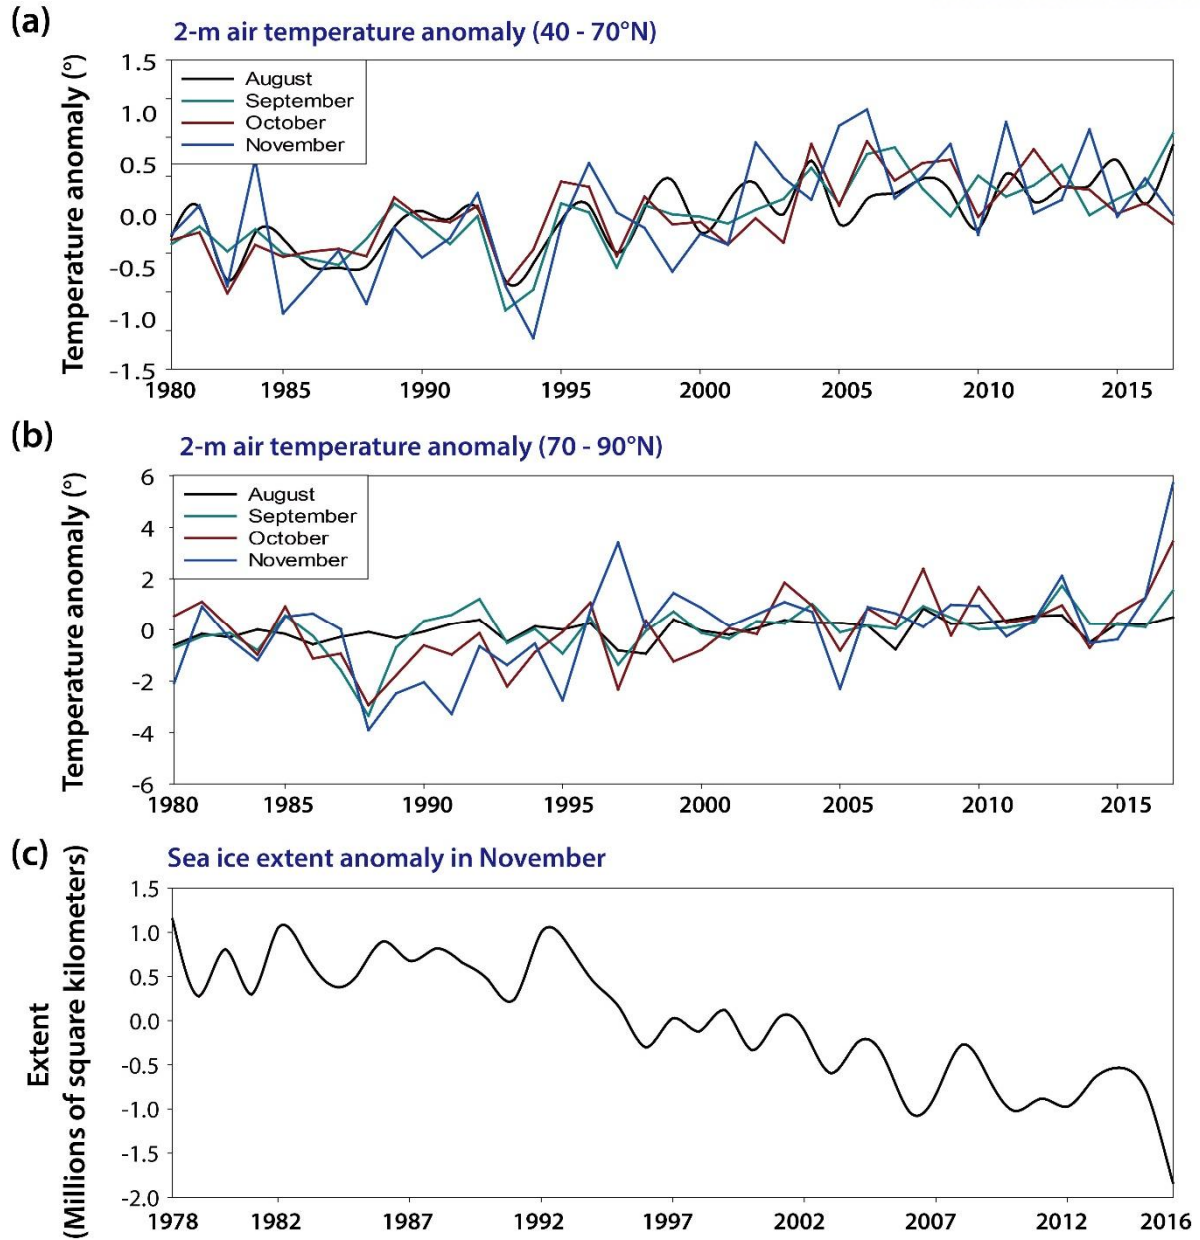 (a)
2-m air temperature anomaly (40 - 70°N)
Temperature anomaly (°)
1.5
1.0
0.5
0.0
-0.5
-1.0
-1.5
August
September
October
November
1980 1985 1990 1995 2000 2005 2010 2015
(b)
2-m air temperature anomaly (70 - 90°N)
Temperature anomaly (°)
6
4
2
0
-2
-4
-6
August
September
October
November
1980 1985 1990 1995 2000 2005 2010 2015
(c)
Sea ice extent anomaly in November
Extent
(Millions of square kilometers)
1.5
1.0
0.5
0.0
-0.5
-1.0
-1.5
-2.0
1978 1982 1987 1992 1997 2002 2007 2012 2016